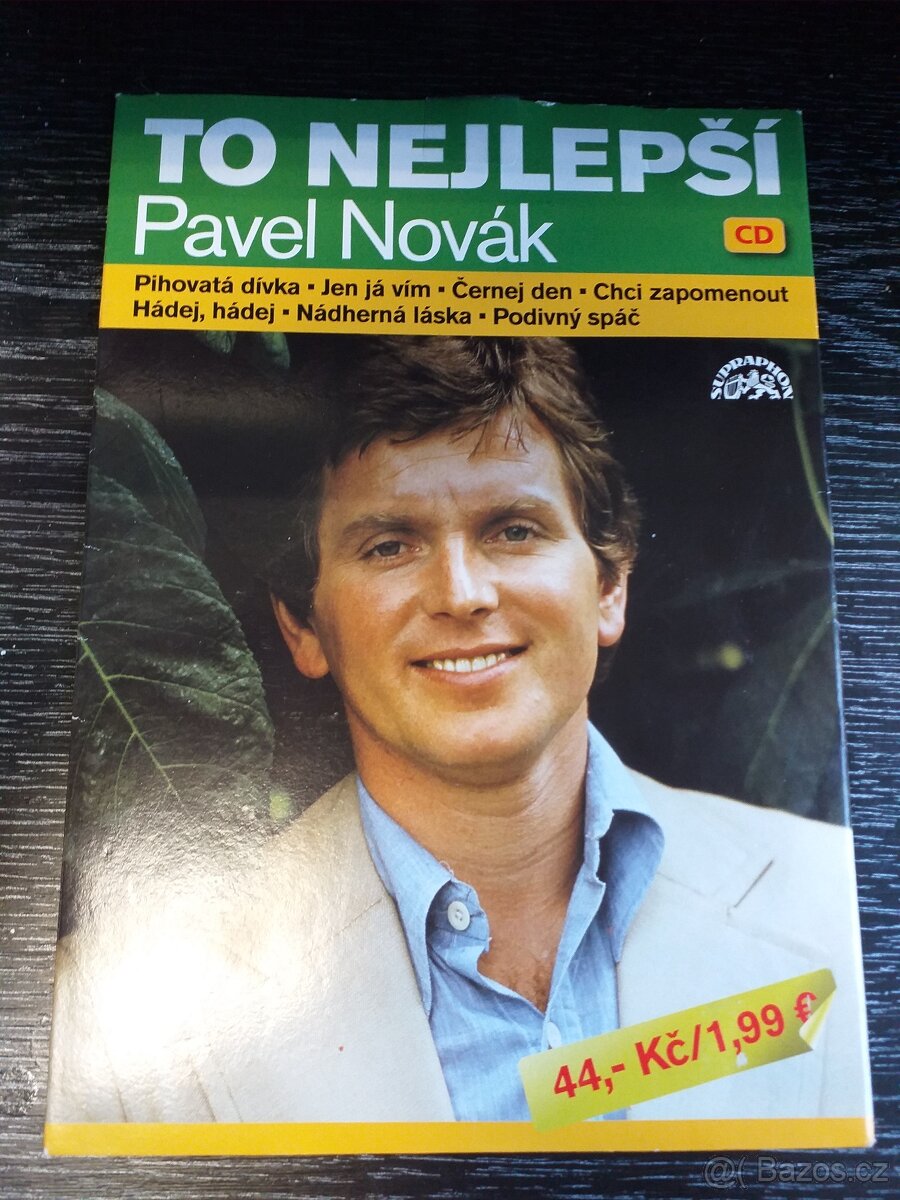 TO NEJLEPŠÍ
Pavel Novák
CD
Pihovatá dívka ▪ Jen já vím ▪ Černej den ▪ Chci zapomenout
Hádej, hádej ▪ Nádherná láska ▪ Podivný spáč
SUPRAPHON
44,- Kč/1,99 €
@( Bazos.cz